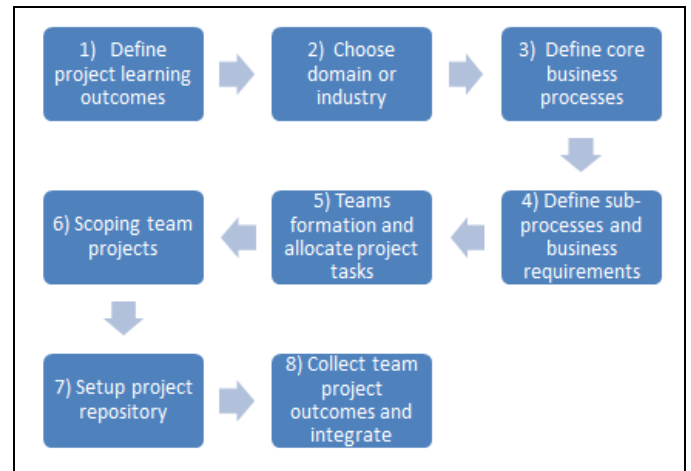 1) Define
project learning
outcomes
2) Choose
domain or
industry
3) Define core
business
processes
4) Define sub-
processes and
business
requirements
5) Teams
formation and
allocate project
tasks
6) Scoping team
projects
7) Setup project
repository
8) Collect team
project
outcomes and
integrate